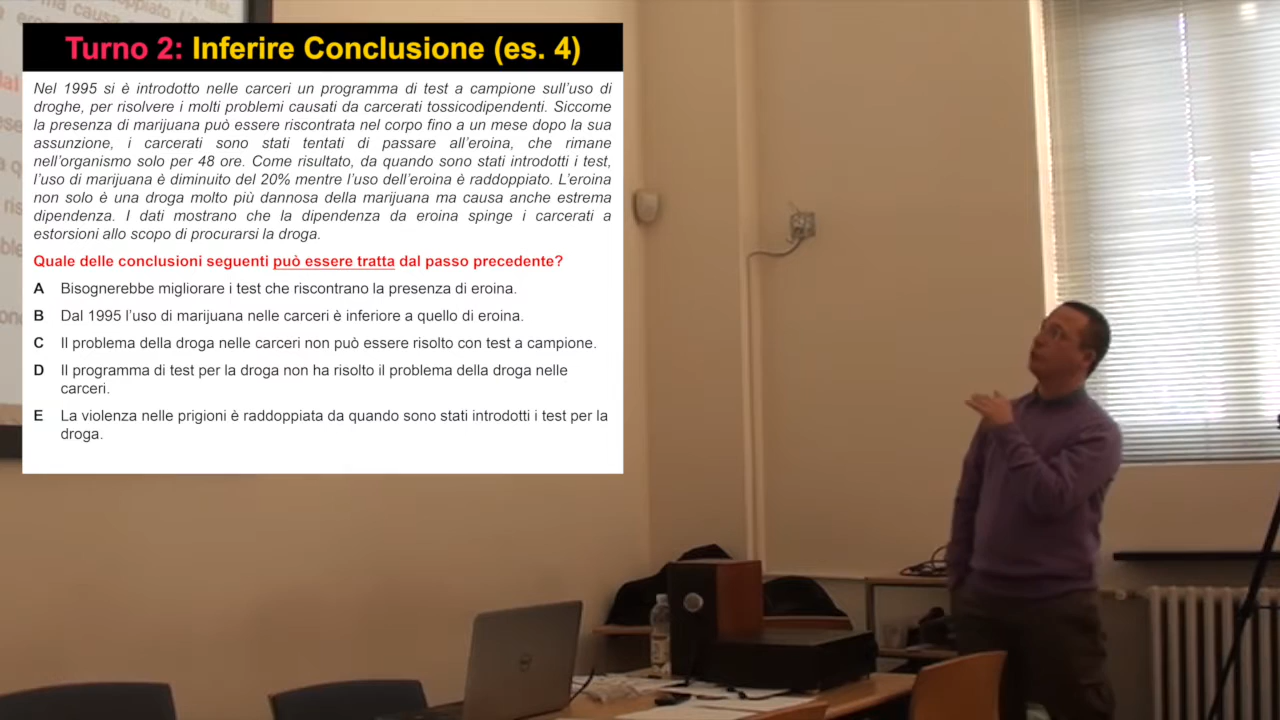 Turno 2: Inferire Conclusione (es. 4)
Nel 1995 si è introdotto nelle carceri un programma di test a campione sull'uso di
droghe, per risolvere i molti problemi causati da carcerati tossicodipendenti. Siccome
la presenza di marijuana può essere riscontrata nel corpo fino a un mese dopo la sua
assunzione, i carcerati sono stati tentati di passare all'eroina, che rimane
nell'organismo solo per 48 ore. Come risultato, da quando sono stati introdotti i test,
l'uso di marijuana è diminuito del 20% mentre l'uso dell'eroina è raddoppiato. L'eroina
non solo è una droga molto più dannosa della marijuana ma causa anche estrema
dipendenza. I dati mostrano che la dipendenza da eroina spinge i carcerati a
estorsioni allo scopo di procurarsi la droga.
Quale delle conclusioni seguenti può essere tratta dal passo precedente?
A Bisognerebbe migliorare i test che riscontrano la presenza di eroina.
B Dal 1995 l'uso di marijuana nelle carceri è inferiore a quello di eroina.
C Il problema della droga nelle carceri non può essere risolto con test a campione.
D Il programma di test per la droga non ha risolto il problema della droga nelle
carceri.
E La violenza nelle prigioni è raddoppiata da quando sono stati introdotti i test per la
droga.